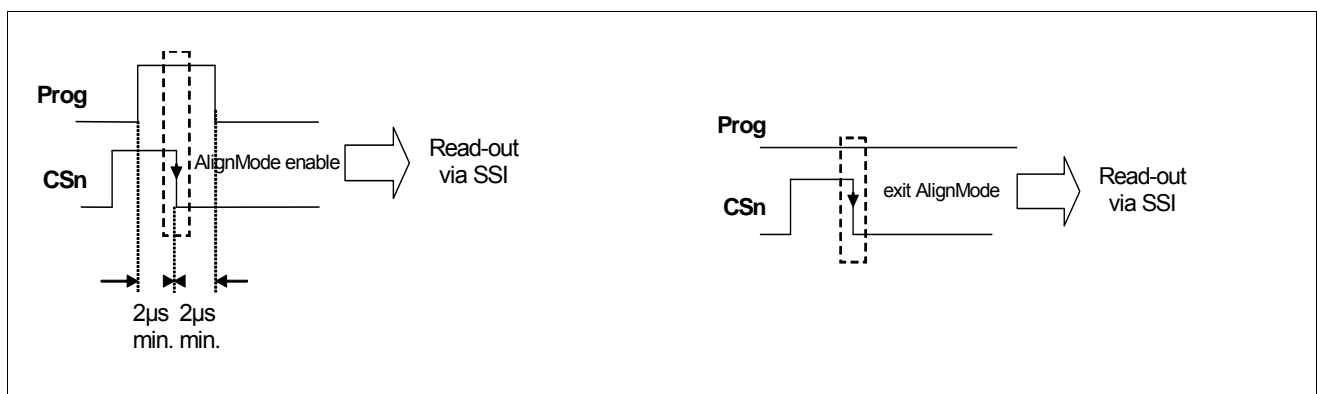 Prog
CSn
AlignMode enable
Read-out
via SSI
2µs 2µs
min. min.
Prog
CSn
exit AlignMode
Read-out
via SSI